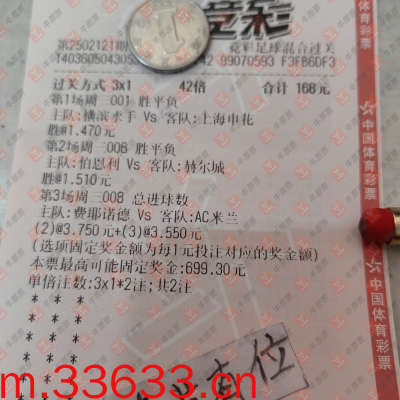 竞彩
第2502121期
竞彩足球混合过关
99070593 F3FB6DF3
过关方式 3x1 42倍 合计 168元
第1场周三001 胜平负
主队:横滨水手 Vs 客队:上海申花
胜@1.470元
第2场周三006 胜平负
主队:伯恩利 Vs 客队:赫尔城
胜@1.510元
第3场周三008 总进球数
主队:费耶诺德 Vs 客队:AC米兰
(2)@3.750元+(3)@3.550元
(选项固定奖金额为每1元投注对应的奖金额)
本票最高可能固定奖金:699.30元
单倍注数:3x1*2注;共2注
* * *
* * *
* * *
* * *
* * *
中国体育彩票
中国体育彩票
位
m.33633.cn